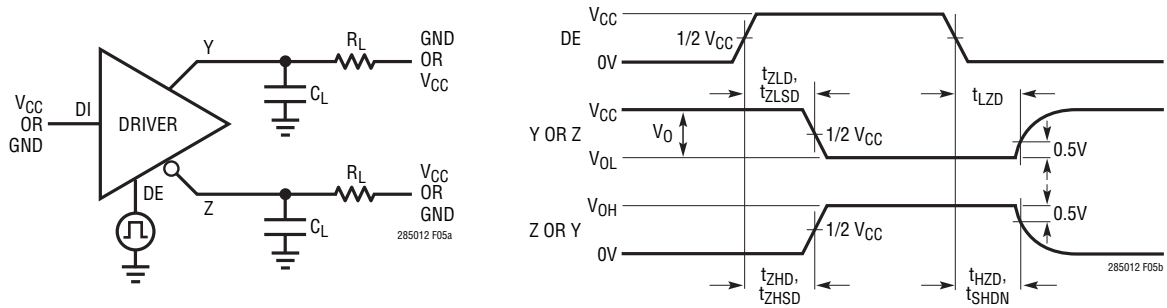 Y
RL
GND
OR
VCC
CL
VCC
OR
GND
DI
DRIVER
DE
Z
RL
VCC
OR
GND
CL
285012 F05a
VCC
DE
1/2 VCC
0V
tZLD,
tZLSD
tLZD
VCC
Y OR Z
VO
1/2 VCC
0.5V
VOL
VOH
0.5V
Z OR Y
1/2 VCC
0V
285012 F05b
tZHD,
tZHSD
tHZD,
tSHDN